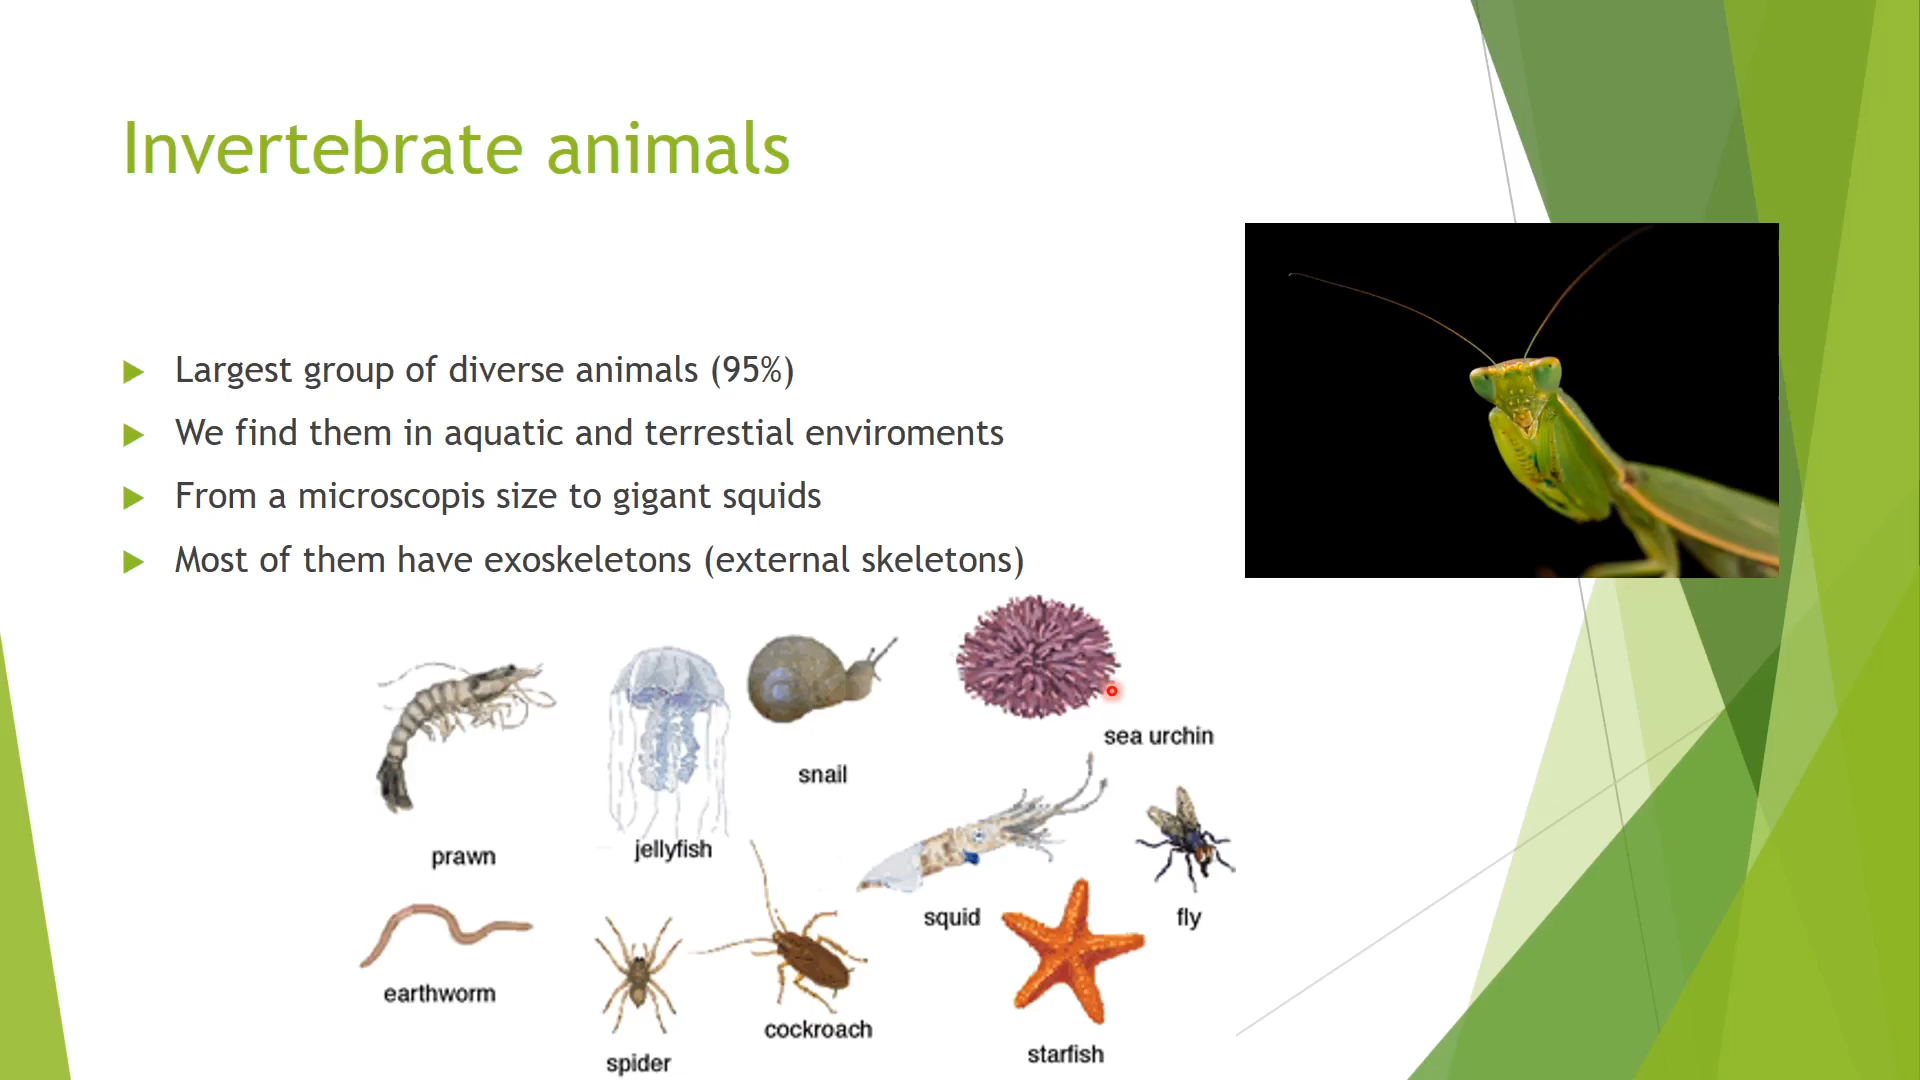 Invertebrate animals
Largest group of diverse animals (95%)
We find them in aquatic and terrestial enviroments
From a microscopis size to gigant squids
Most of them have exoskeletons (external skeletons)
sea urchin
snail
jellyfish
prawn
squid
fly
earthworm
cockroach
starfish
spider